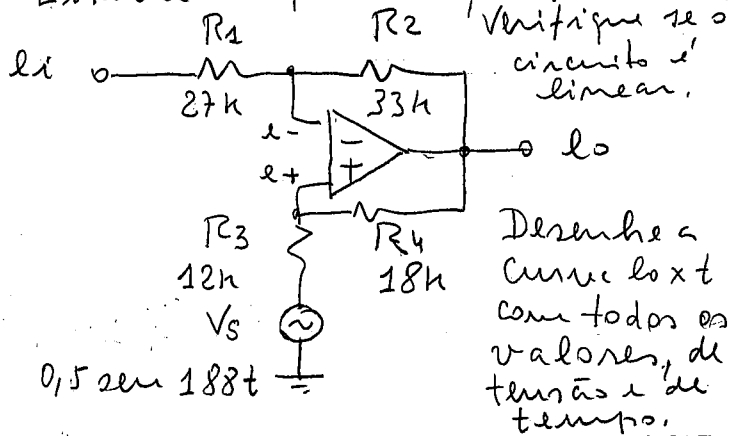 Verifique se o
circuito é
linear.
R1
R2
ei
27k
33k
e-
e+
eo
R3
R4
12k
18k
Vs
0,5 sen 188t
Desenhe a
curva eo x t
com todos os
valores, de
tensão e de
tempo.